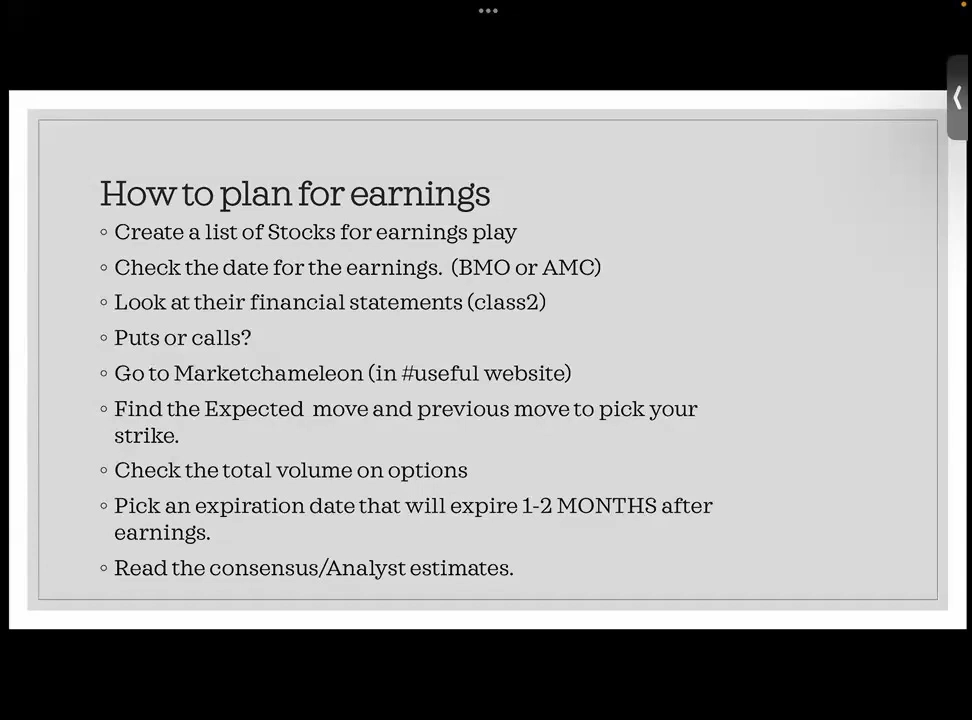 How to plan for earnings
◦ Create a list of Stocks for earnings play
◦ Check the date for the earnings.  (BMO or AMC)
◦ Look at their financial statements (class2)
◦ Puts or calls?
◦ Go to Marketchameleon (in #useful website)
◦ Find the Expected  move and previous move to pick your
strike.
◦ Check the total volume on options
◦ Pick an expiration date that will expire 1-2 MONTHS after
earnings.
◦ Read the consensus/Analyst estimates.